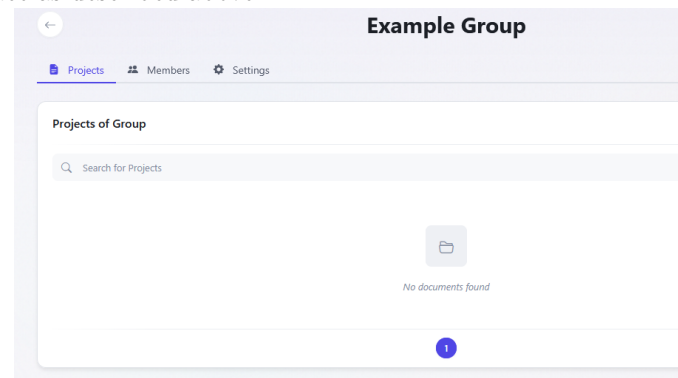 Example Group
Projects Members Settings
Projects of Group
Search for Projects
No documents found
1